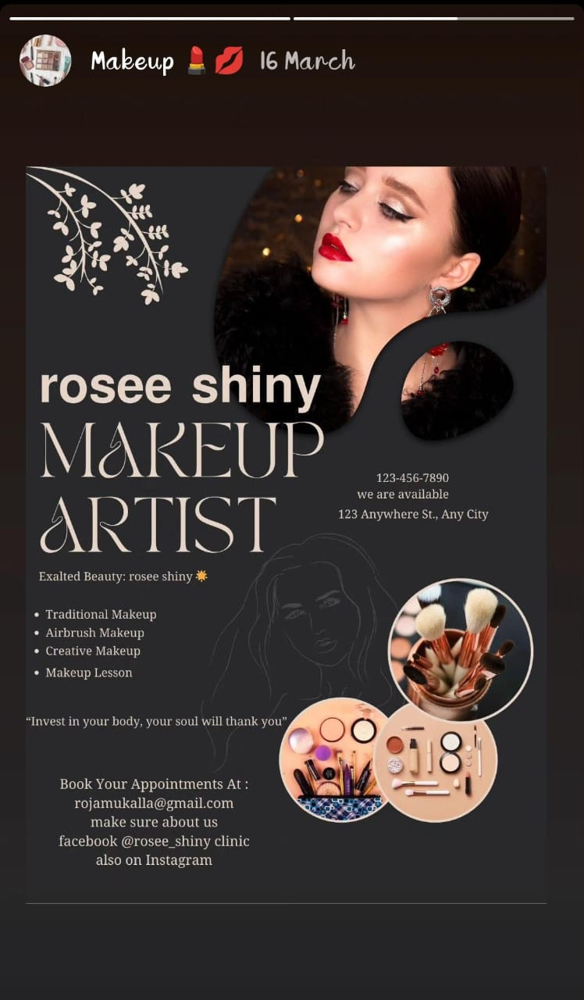 Makeup 💄💋 16 March
rosee shiny
MAKEUP
ARTIST
123-456-7890
we are available
123 Anywhere St., Any City
Exalted Beauty: rosee shiny 🌟
• Traditional Makeup
• Airbrush Makeup
• Creative Makeup
• Makeup Lesson
“Invest in your body, your soul will thank you”
Book Your Appointments At :
rojamukalla@gmail.com
make sure about us
facebook @rosee_shiny clinic
also on Instagram